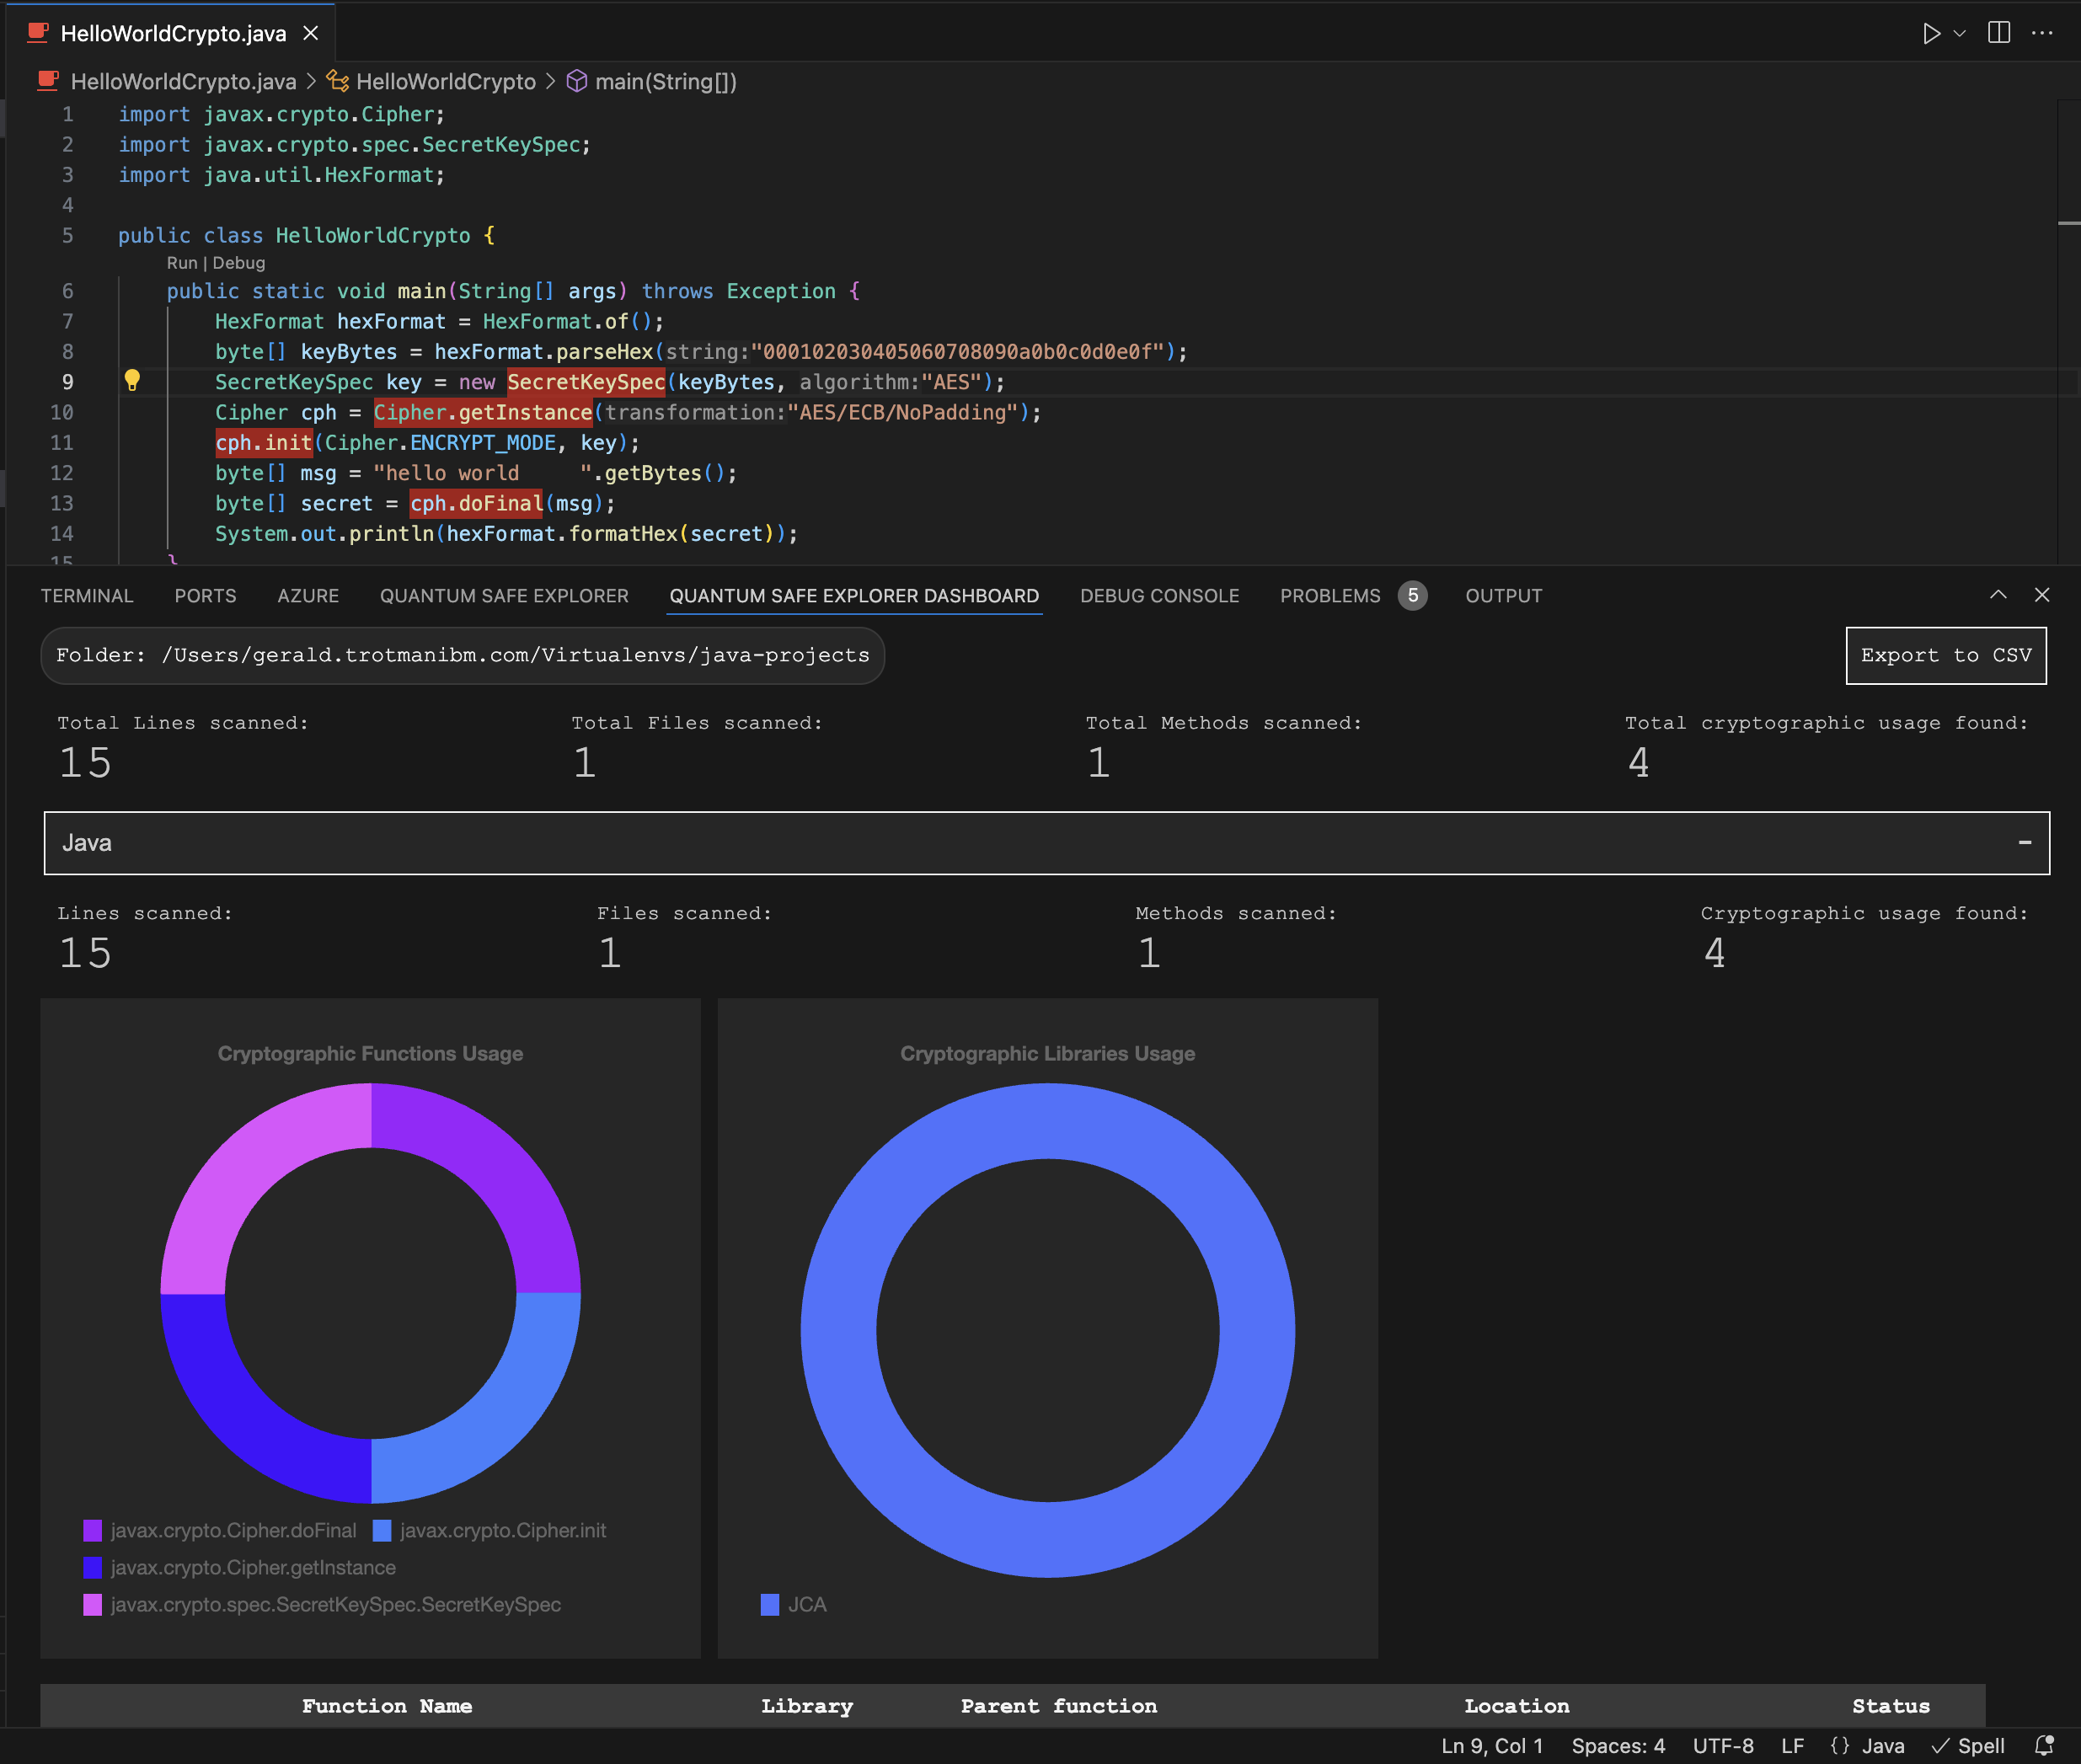 HelloWorldCrypto.java
HelloWorldCrypto.java > HelloWorldCrypto > main(String[])
1 import javax.crypto.Cipher;
2 import javax.crypto.spec.SecretKeySpec;
3 import java.util.HexFormat;
4
5 public class HelloWorldCrypto {
Run | Debug
6 public static void main(String[] args) throws Exception {
7 HexFormat hexFormat = HexFormat.of();
8 byte[] keyBytes = hexFormat.parseHex(string:"000102030405060708090a0b0c0d0e0f");
9 SecretKeySpec key = new SecretKeySpec(keyBytes, algorithm:"AES");
10 Cipher cph = Cipher.getInstance(transformation:"AES/ECB/NoPadding");
11 cph.init(Cipher.ENCRYPT_MODE, key);
12 byte[] msg = "hello world     ".getBytes();
13 byte[] secret = cph.doFinal(msg);
14 System.out.println(hexFormat.formatHex(secret));
15 }
TERMINAL PORTS AZURE QUANTUM SAFE EXPLORER QUANTUM SAFE EXPLORER DASHBOARD DEBUG CONSOLE PROBLEMS 5 OUTPUT
Folder: /Users/gerald.trotmanibm.com/Virtualenvs/java-projects Export to CSV
Total Lines scanned: Total Files scanned: Total Methods scanned: Total cryptographic usage found:
15 1 1 4
Java
Lines scanned: Files scanned: Methods scanned: Cryptographic usage found:
15 1 1 4
Cryptographic Functions Usage
javax.crypto.Cipher.doFinal javax.crypto.Cipher.init
javax.crypto.Cipher.getInstance
javax.crypto.spec.SecretKeySpec.SecretKeySpec
Cryptographic Libraries Usage
JCA
Function Name Library Parent function Location Status
Ln 9, Col 1 Spaces: 4 UTF-8 LF {} Java ✓ Spell